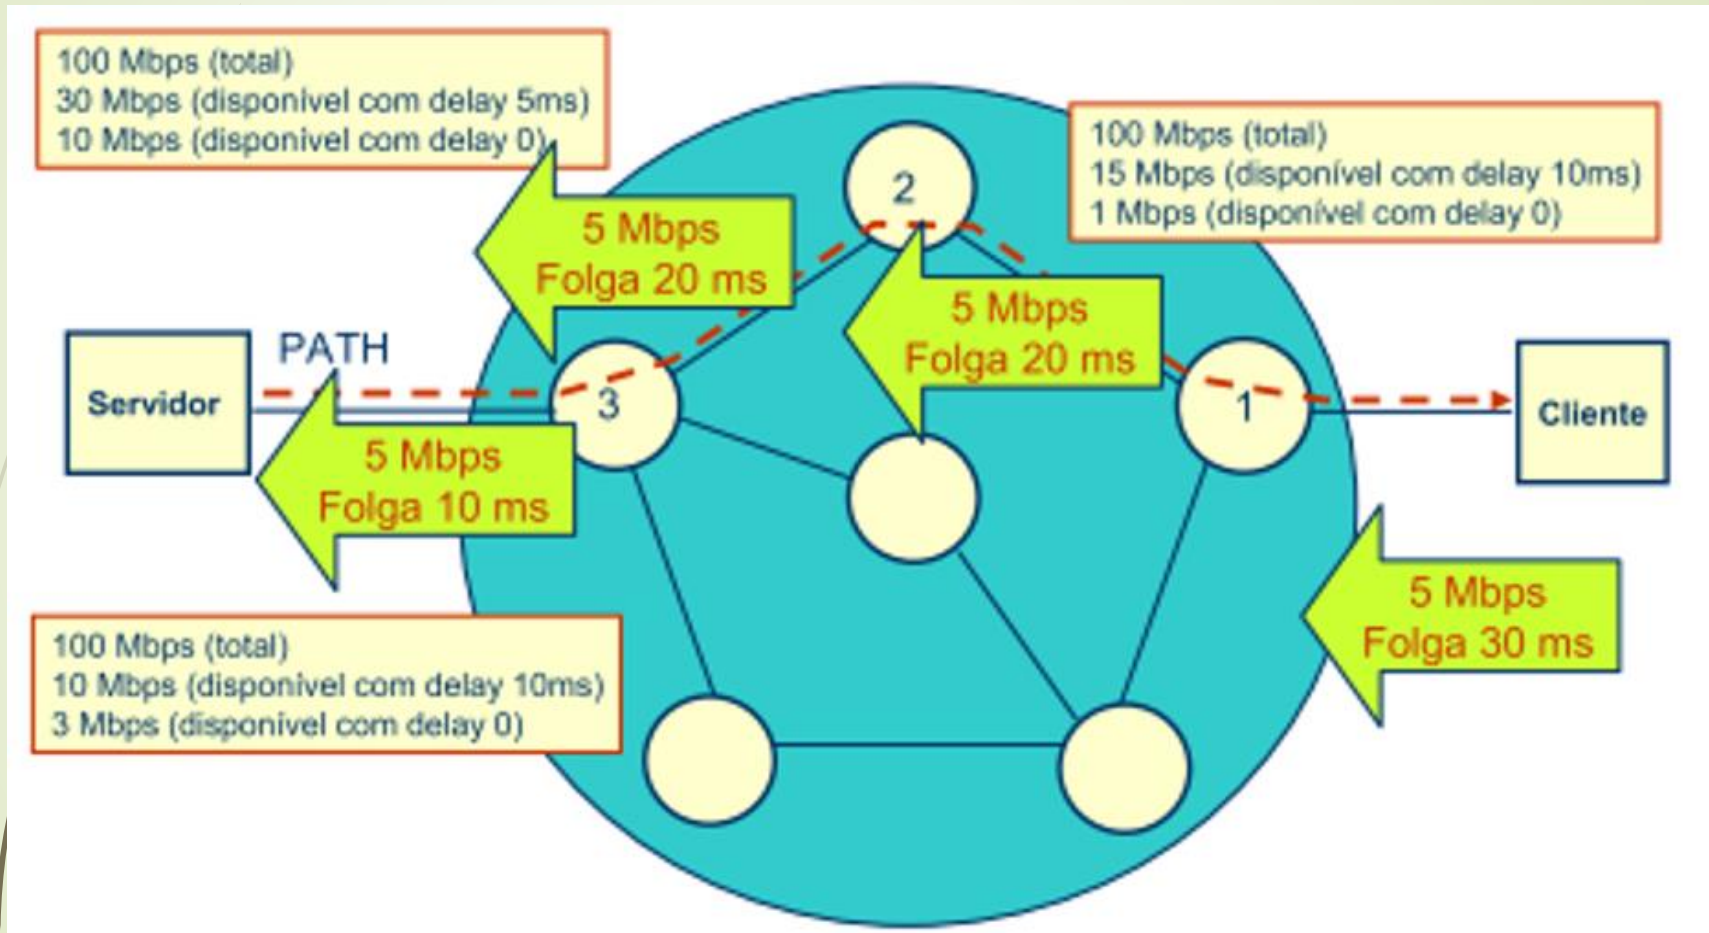 100 Mbps (total)
30 Mbps (disponível com delay 5ms)
10 Mbps (disponível com delay 0)
100 Mbps (total)
15 Mbps (disponível com delay 10ms)
1 Mbps (disponível com delay 0)
2
5 Mbps
Folga 20 ms
5 Mbps
Folga 20 ms
PATH
Servidor
3
1
Cliente
5 Mbps
Folga 10 ms
5 Mbps
Folga 30 ms
100 Mbps (total)
10 Mbps (disponível com delay 10ms)
3 Mbps (disponível com delay 0)